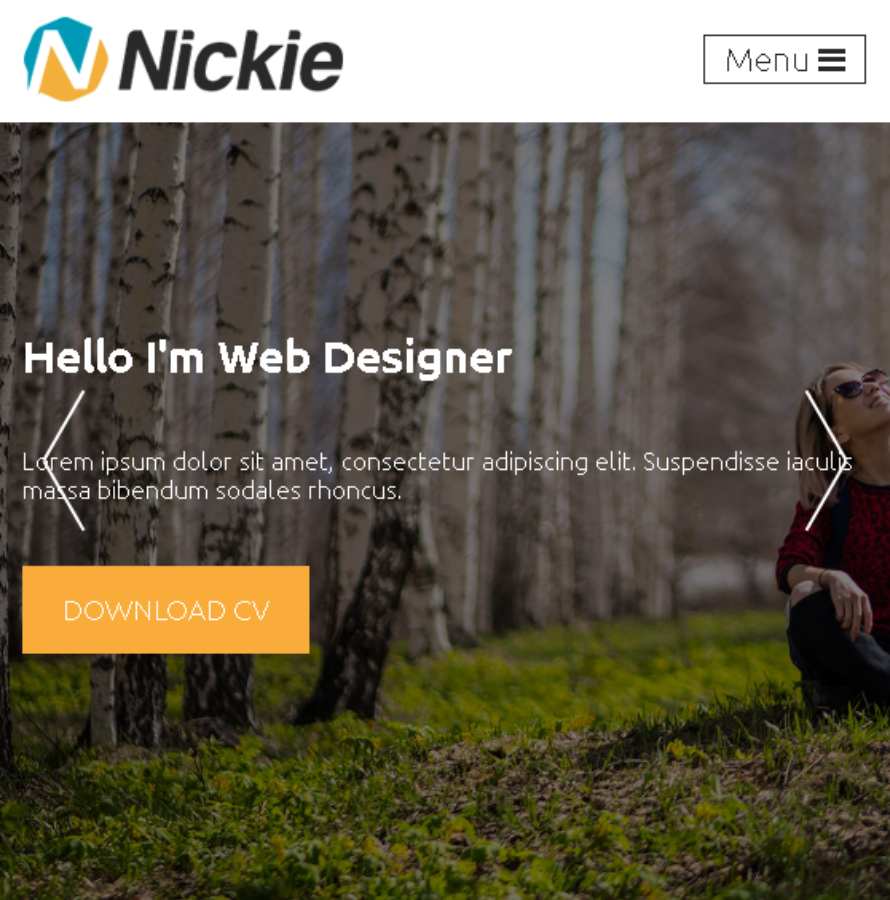 Nickie
Menu
Hello I'm Web Designer
Lorem ipsum dolor sit amet, consectetur adipiscing elit. Suspendisse iaculis
massa bibendum sodales rhoncus.
DOWNLOAD CV